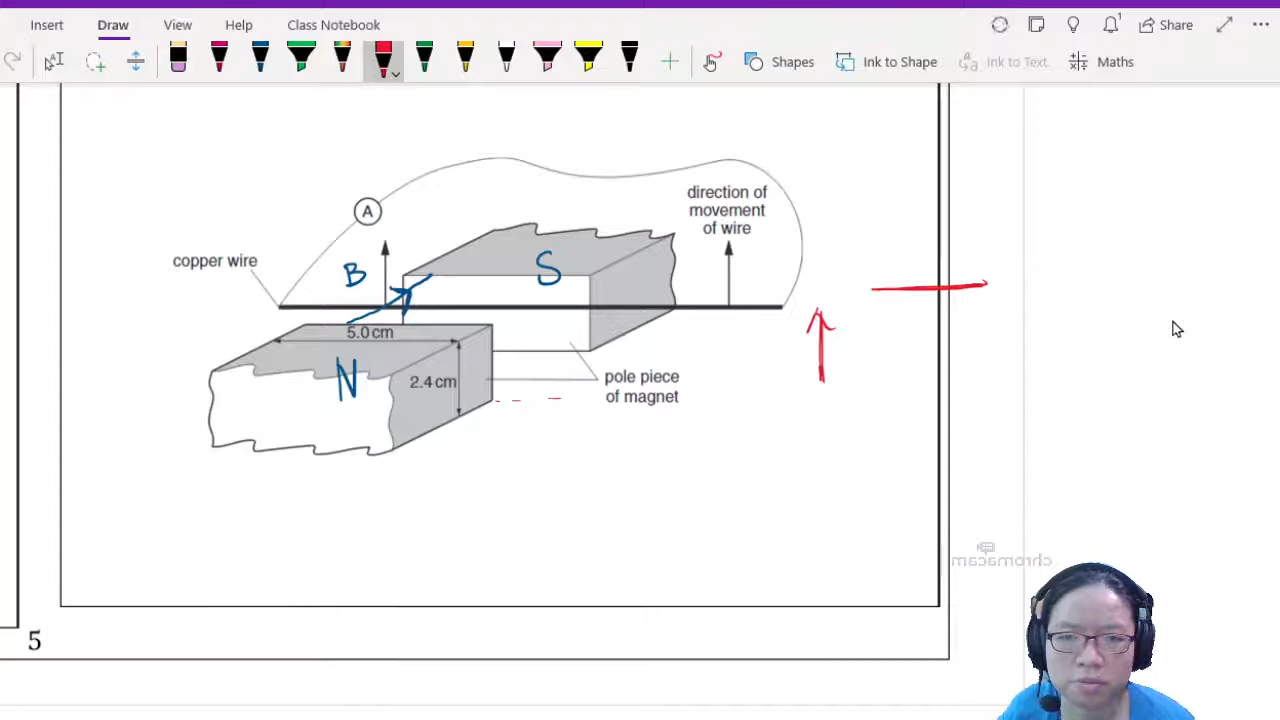 Insert Draw View Help Class Notebook Share
Shapes Ink to Shape Ink to Text Maths
direction of
movement
of wire
A
copper wire
B
S
5.0 cm
N
2.4 cm
pole piece
of magnet
chromacam
5